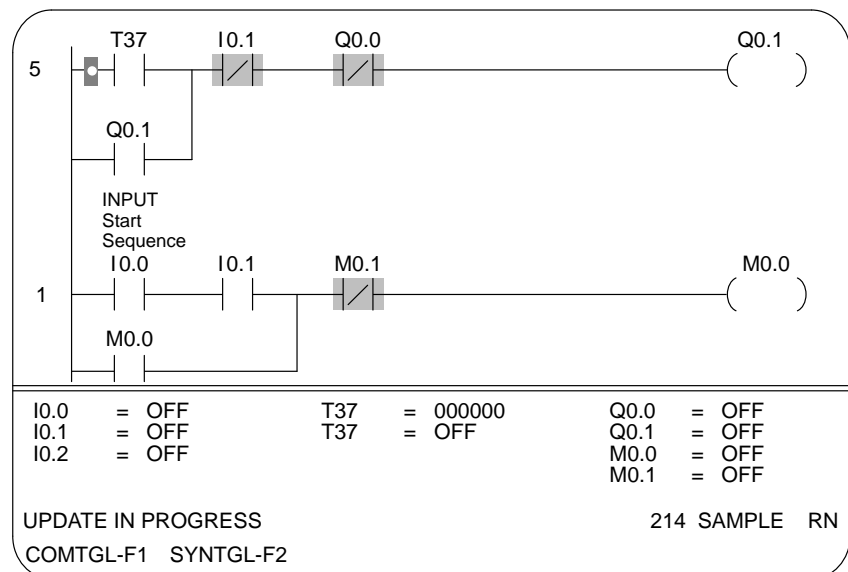 T37 I0.1 Q0.0 Q0.1
5
Q0.1
INPUT
Start
Sequence
I0.0 I0.1 M0.1 M0.0
1
M0.0
I0.0 = OFF T37 = 000000 Q0.0 = OFF
I0.1 = OFF T37 = OFF Q0.1 = OFF
I0.2 = OFF M0.0 = OFF
M0.1 = OFF
UPDATE IN PROGRESS 214 SAMPLE RN
COMTGL-F1 SYNTGL-F2